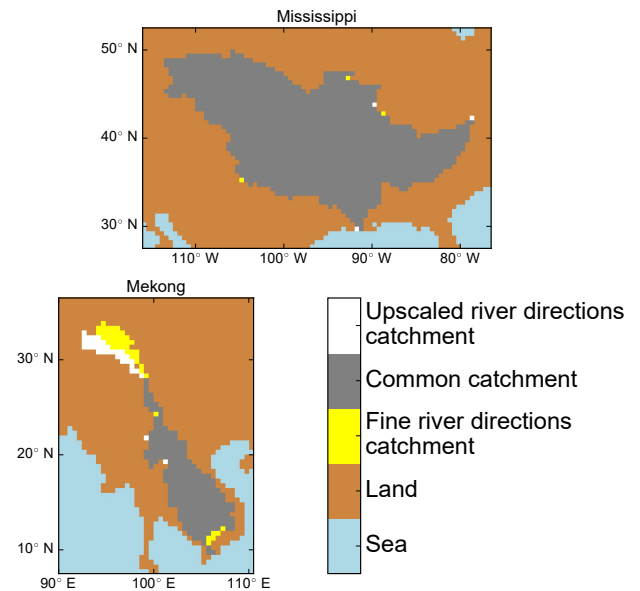 Mississippi
50° N
40° N
30° N
110° W
100° W
90° W
80° W
Mekong
30° N
20° N
10° N
90° E
100° E
110° E
Upscaled river directions
catchment
Common catchment
Fine river directions
catchment
Land
Sea